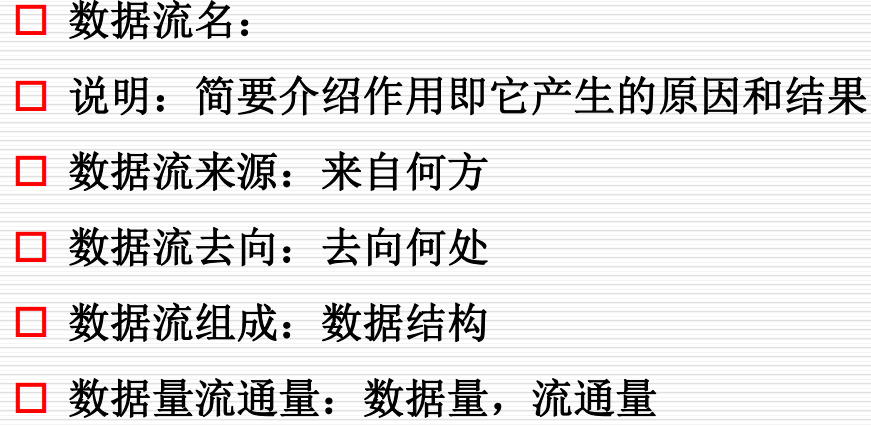 数据流名：
说明：简要介绍作用即它产生的原因和结果
数据流来源：来自何方
数据流去向：去向何处
数据流组成：数据结构
数据量流通量：数据量，流通量